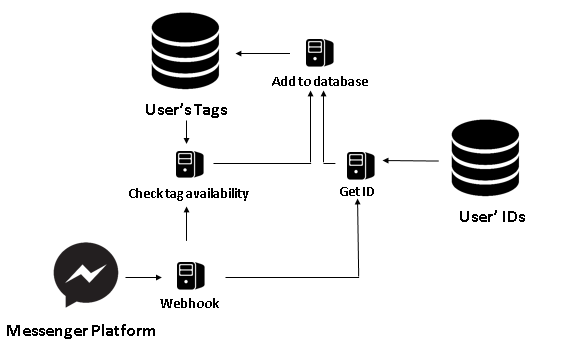 Add to database
User's Tags
Check tag availability
Get ID
User' IDs
Webhook
Messenger Platform